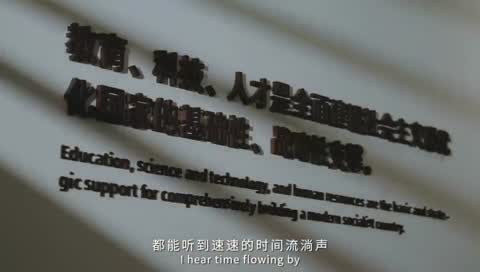 教育、科技、人才是全面建设社会主义现代
化国家的基础性、战略性支撑。
Education, science and technology, and human resources are the basic and strate-
gic support for comprehensively building a modern socialist country.
都能听到速速的时间流淌声
I hear time flowing by